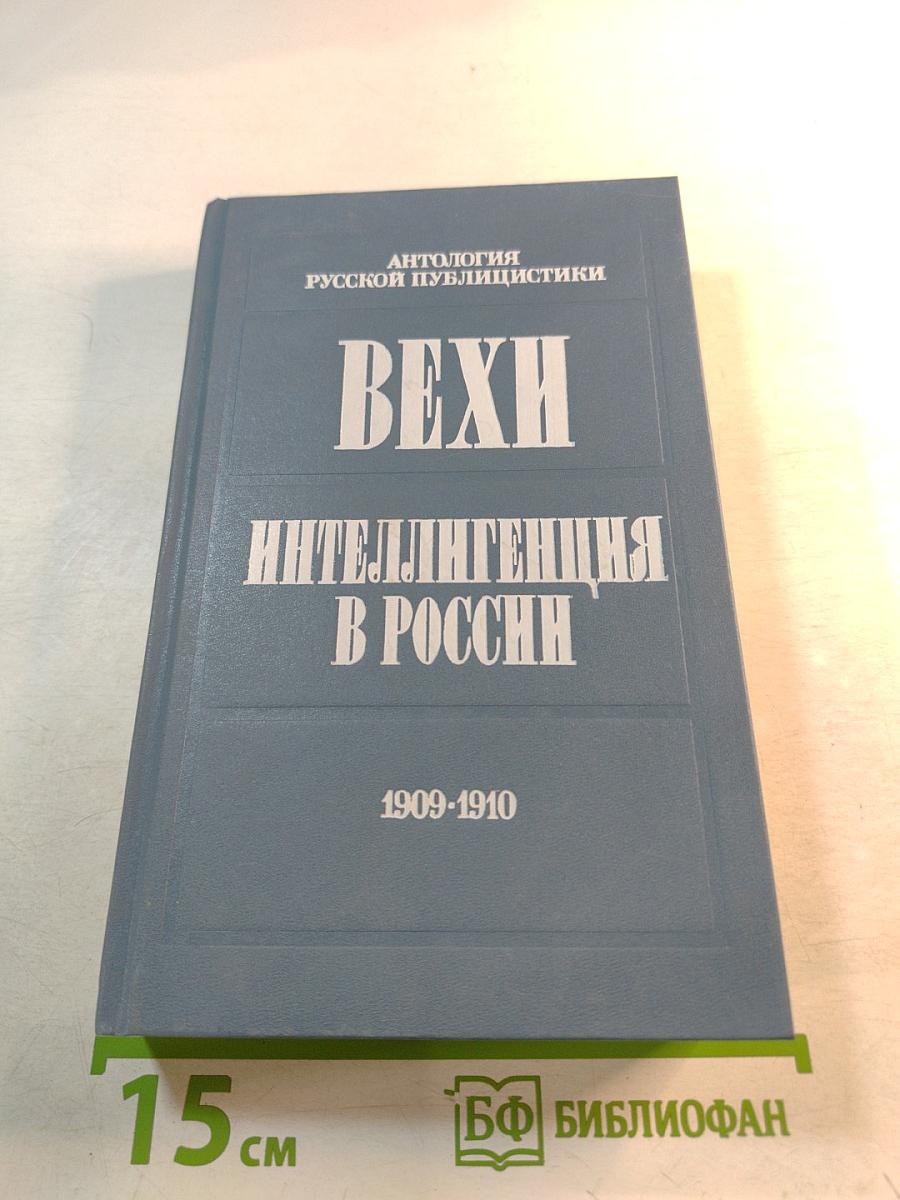 АНТОЛОГИЯ
РУССКОЙ ПУБЛИЦИСТИКИ
ВЕХИ
ИНТЕЛЛИГЕНЦИЯ
В РОССИИ
1909·1910
15 см
БФ БИБЛИОФАН